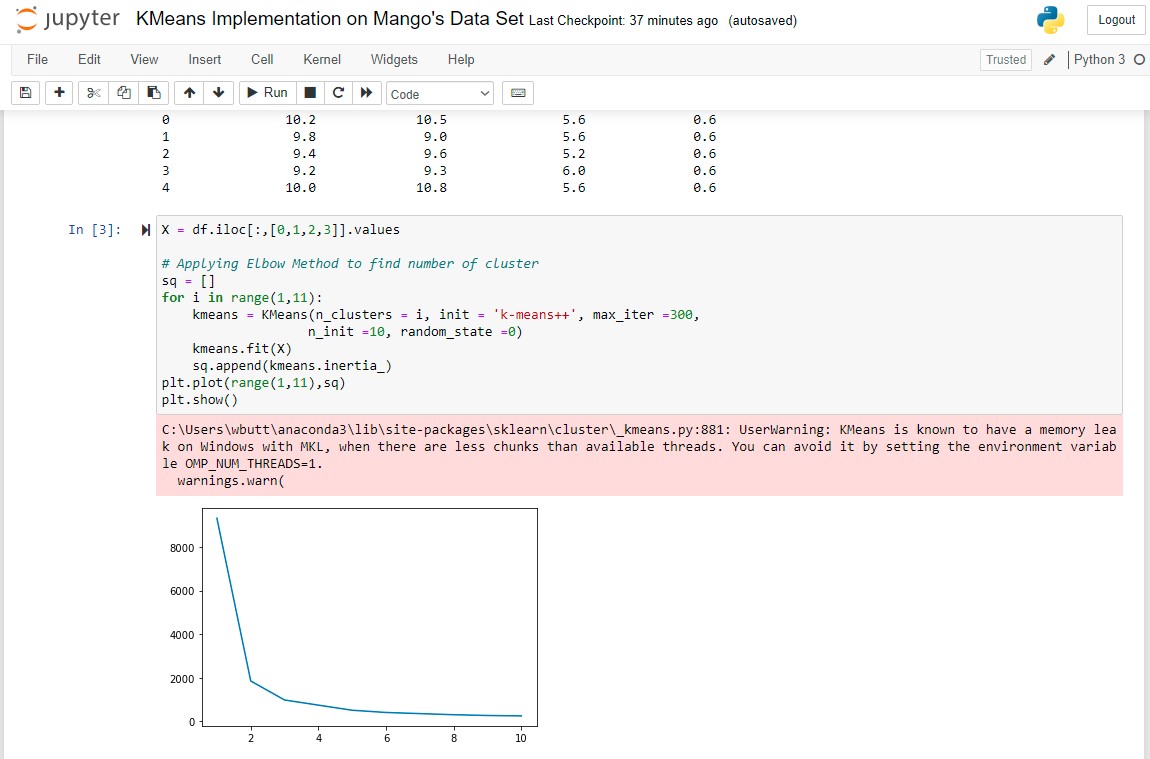 jupyter KMeans Implementation on Mango's Data Set Last Checkpoint: 37 minutes ago (autosaved) Logout
File Edit View Insert Cell Kernel Widgets Help Trusted Python 3
Run Code
0 10.2 10.5 5.6 0.6
1 9.8 9.0 5.6 0.6
2 9.4 9.6 5.2 0.6
3 9.2 9.3 6.0 0.6
4 10.0 10.8 5.6 0.6
In [3]: X = df.iloc[:,[0,1,2,3]].values
# Applying Elbow Method to find number of cluster
sq = []
for i in range(1,11):
    kmeans = KMeans(n_clusters = i, init = 'k-means++', max_iter =300,
                   n_init =10, random_state =0)
    kmeans.fit(X)
    sq.append(kmeans.inertia_)
plt.plot(range(1,11),sq)
plt.show()
C:\Users\wbutt\anaconda3\lib\site-packages\sklearn\cluster\_kmeans.py:881: UserWarning: KMeans is known to have a memory lea
k on Windows with MKL, when there are less chunks than available threads. You can avoid it by setting the environment variab
le OMP_NUM_THREADS=1.
  warnings.warn(
8000
6000
4000
2000
0
2 4 6 8 10